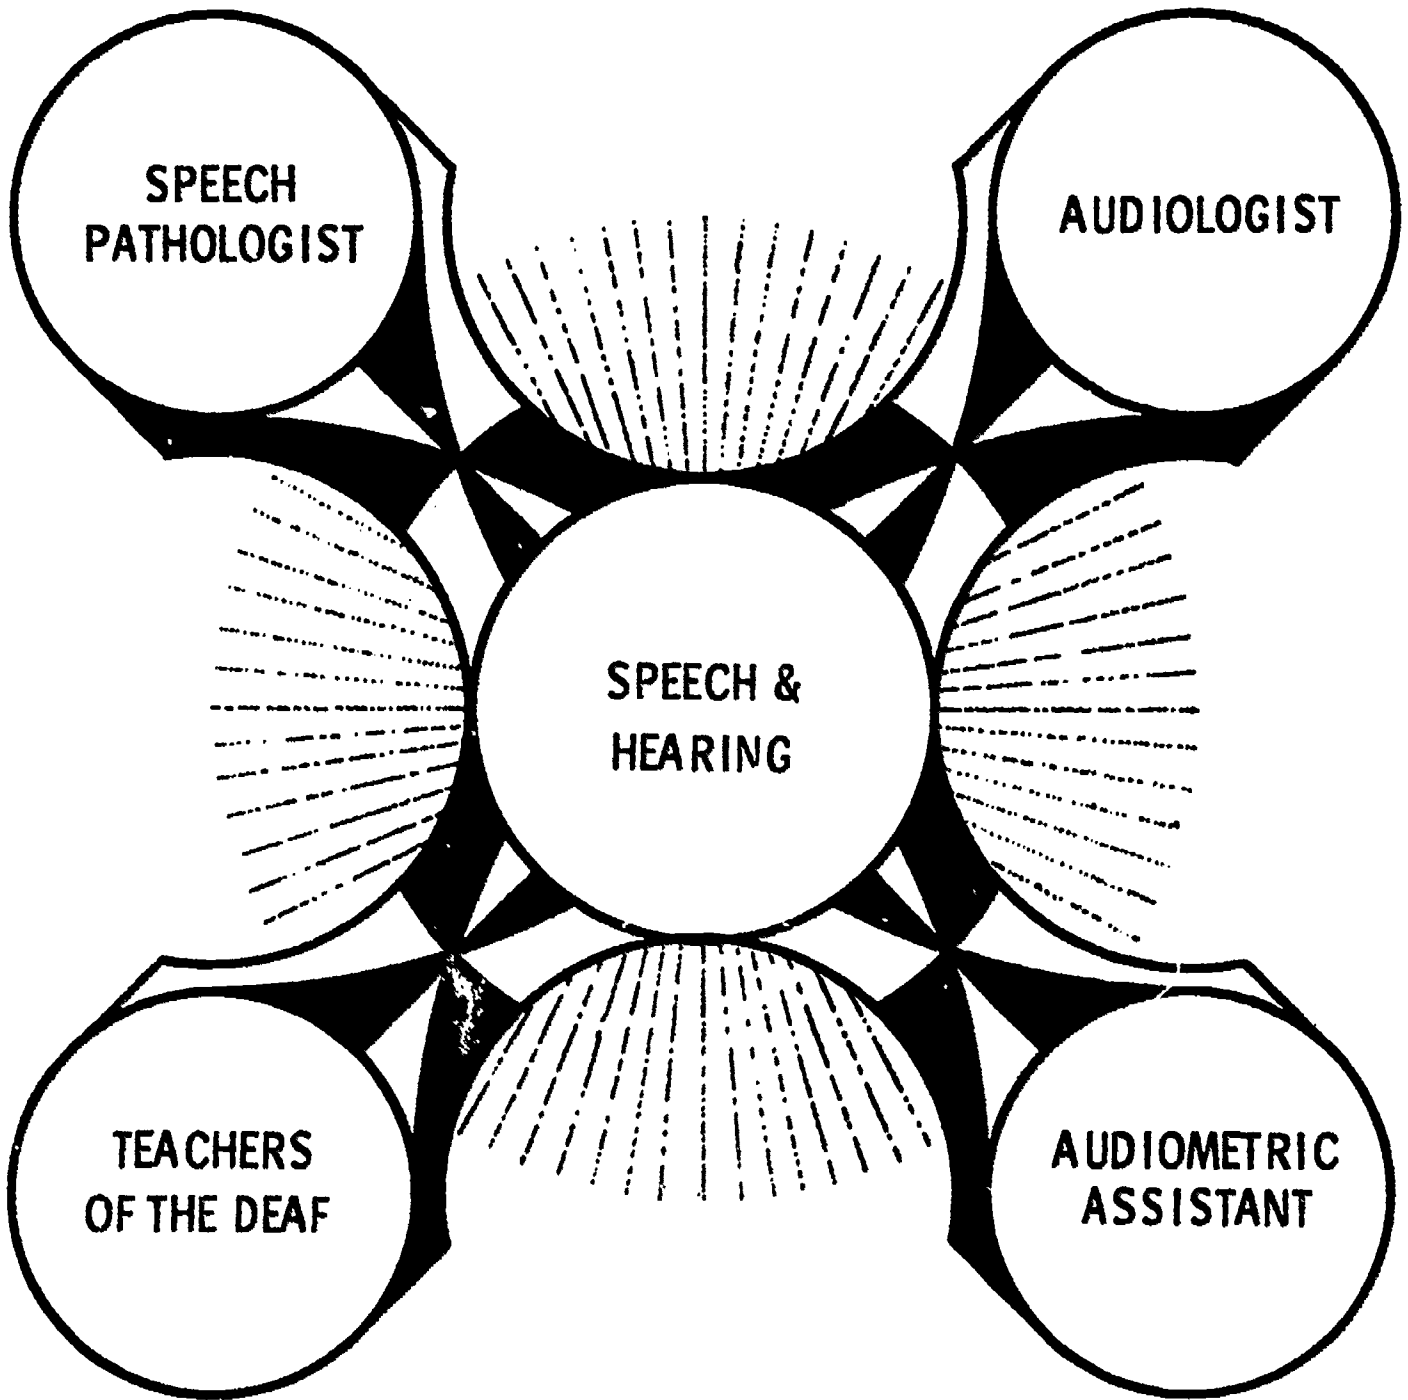 SPEECH
PATHOLOGIST
AUDIOLOGIST
SPEECH &
HEARING
TEACHERS
OF THE DEAF
AUDIOMETRIC
ASSISTANT